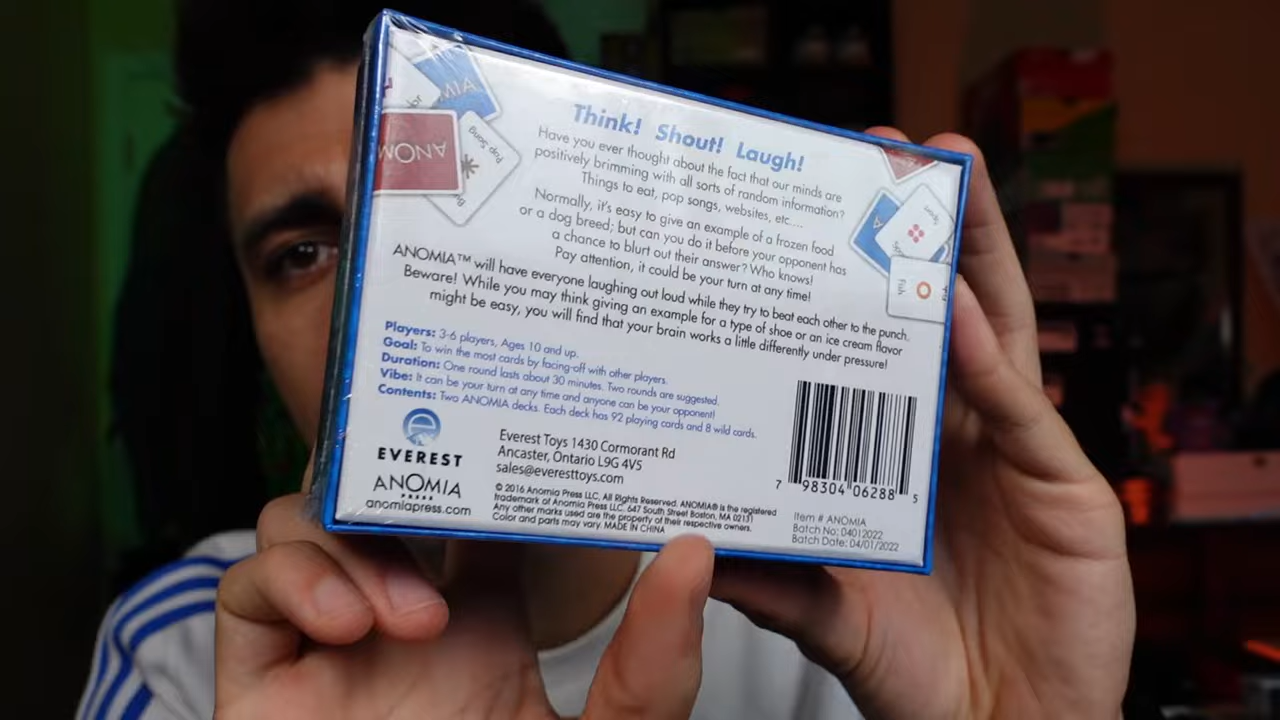 Think! Shout! Laugh!
Have you ever thought about the fact that our minds are
positively brimming with all sorts of random information?
Things to eat, pop songs, websites, etc....
Normally, it's easy to give an example of a frozen food
or a dog breed; but can you do it before your opponent has
a chance to blurt out their answer? Who knows!
Pay attention, it could be your turn at any time!
ANOMIA™ will have everyone laughing out loud while they try to beat each other to the punch.
Beware! While you may think giving an example for a type of shoe or an ice cream flavor
might be easy, you will find that your brain works a little differently under pressure!
Players: 3-6 players, Ages 10 and up.
Goal: To win the most cards by facing-off with other players.
Duration: One round lasts about 30 minutes. Two rounds are suggested.
Vibe: It can be your turn at any time and anyone can be your opponent!
Contents: Two ANOMIA decks. Each deck has 92 playing cards and 8 wild cards.
EVEREST
ANOMIA
PRESS
anomiapress.com
Everest Toys 1430 Cormorant Rd
Ancaster, Ontario L9G 4V5
sales@everesttoys.com
© 2016 Anomia Press LLC, All Rights Reserved. ANOMIA® is the registered
trademark of Anomia Press LLC. 647 South Street Boston, MA 02131
Any other marks used are the property of their respective owners.
Color and parts may vary. MADE IN CHINA
7 98304 06288 5
Item # ANOMIA
Batch No: 04012022
Batch Date: 04/01/2022
MIA
ANOM
Pop Song
Fish